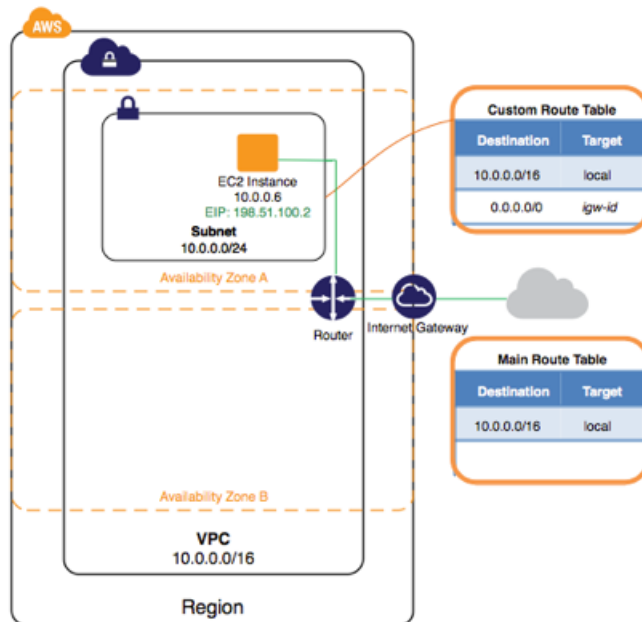 AWS
Custom Route Table
Destination Target
10.0.0.0/16 local
0.0.0.0/0 igw-id
EC2 Instance
10.0.0.6
EIP: 198.51.100.2
Subnet
10.0.0.0/24
Availability Zone A
Router
Internet Gateway
Main Route Table
Destination Target
10.0.0.0/16 local
Availability Zone B
VPC
10.0.0.0/16
Region